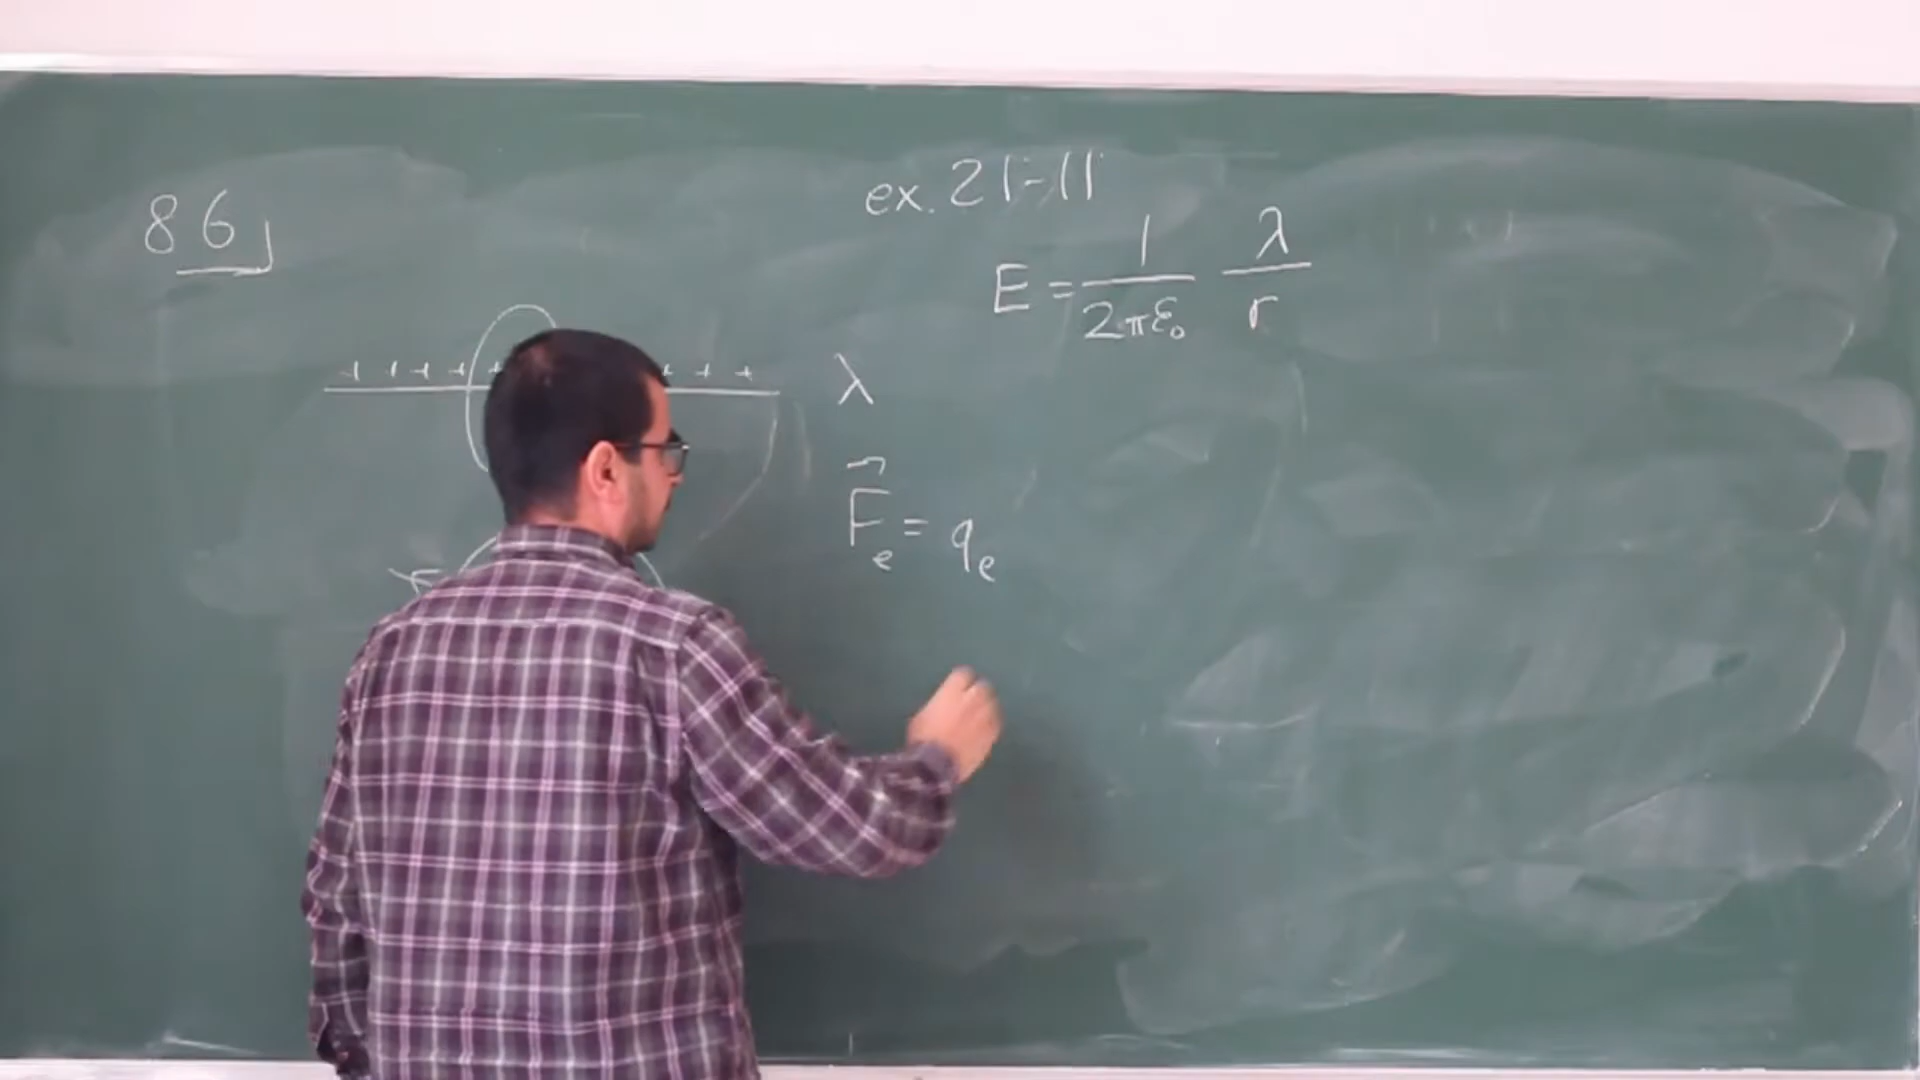 86
ex. 21-11
E = 1/2πε₀ λ/r
+ + + + + + + +
λ
F⃗ₑ = qₑ